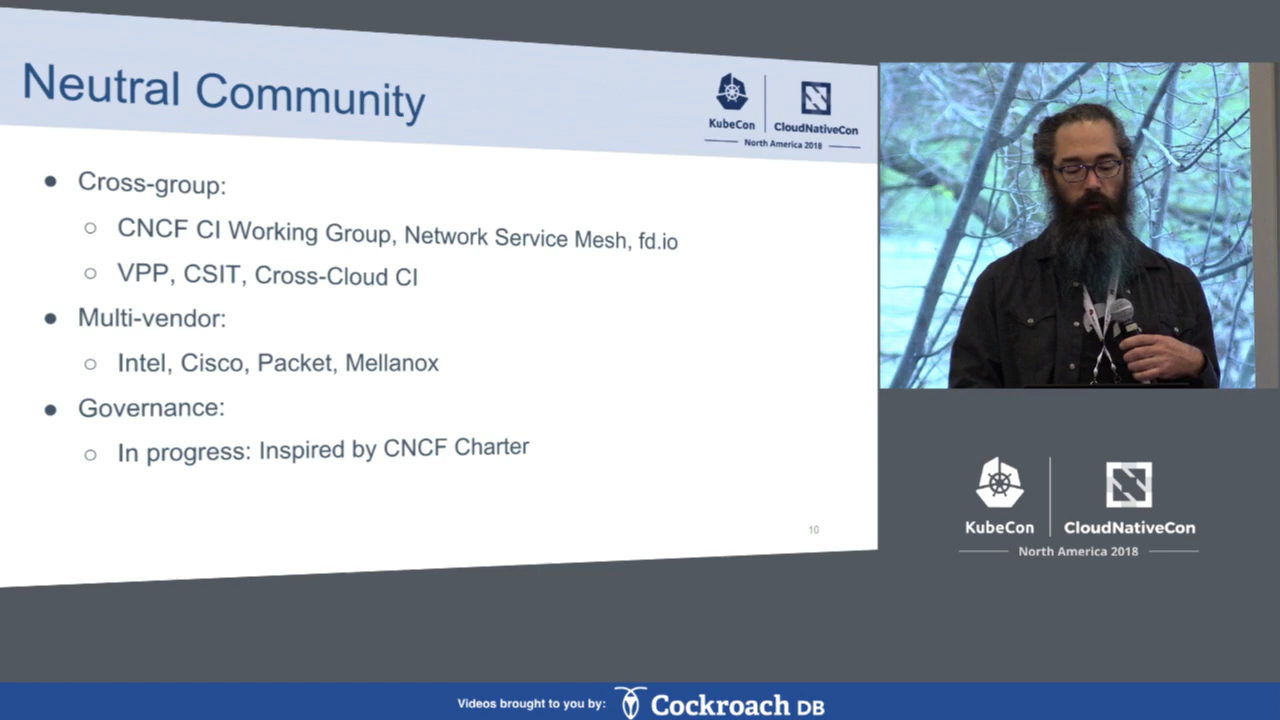 Neutral Community
KubeCon
CloudNativeCon
North America 2018
● Cross-group:
○ CNCF CI Working Group, Network Service Mesh, fd.io
○ VPP, CSIT, Cross-Cloud CI
● Multi-vendor:
○ Intel, Cisco, Packet, Mellanox
● Governance:
○ In progress: Inspired by CNCF Charter
10
KubeCon
CloudNativeCon
North America 2018
Videos brought to you by: Cockroach DB